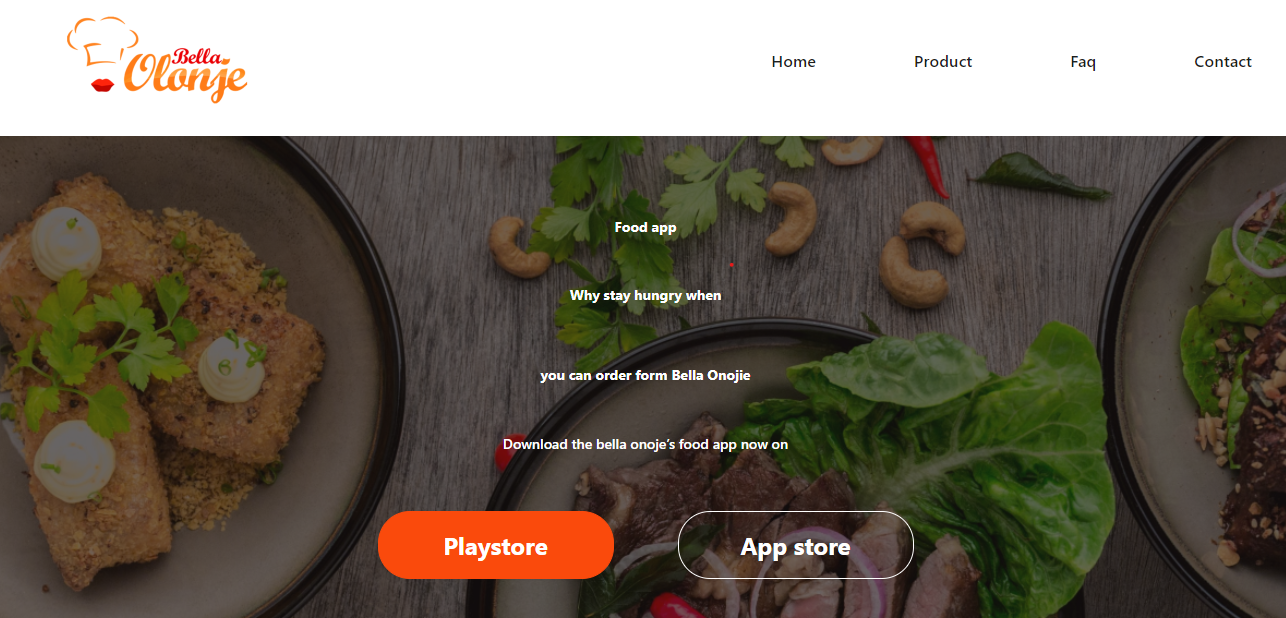 Bella
Olonje
Home Product Faq Contact
Food app
Why stay hungry when
you can order form Bella Onojie
Download the bella onoje’s food app now on
Playstore App store